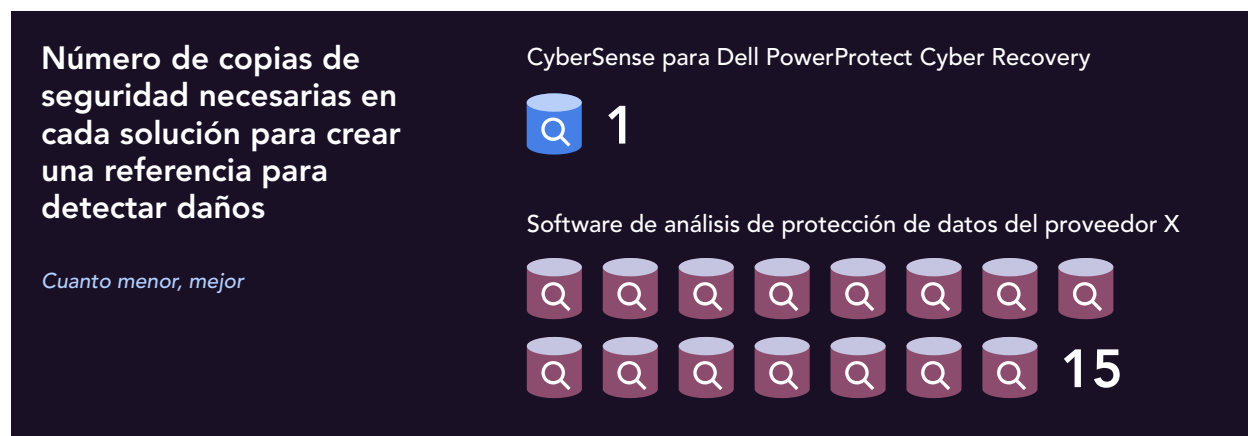 Número de copias de
seguridad necesarias en
cada solución para crear
una referencia para
detectar daños
Cuanto menor, mejor
CyberSense para Dell PowerProtect Cyber Recovery
1
Software de análisis de protección de datos del proveedor X
15